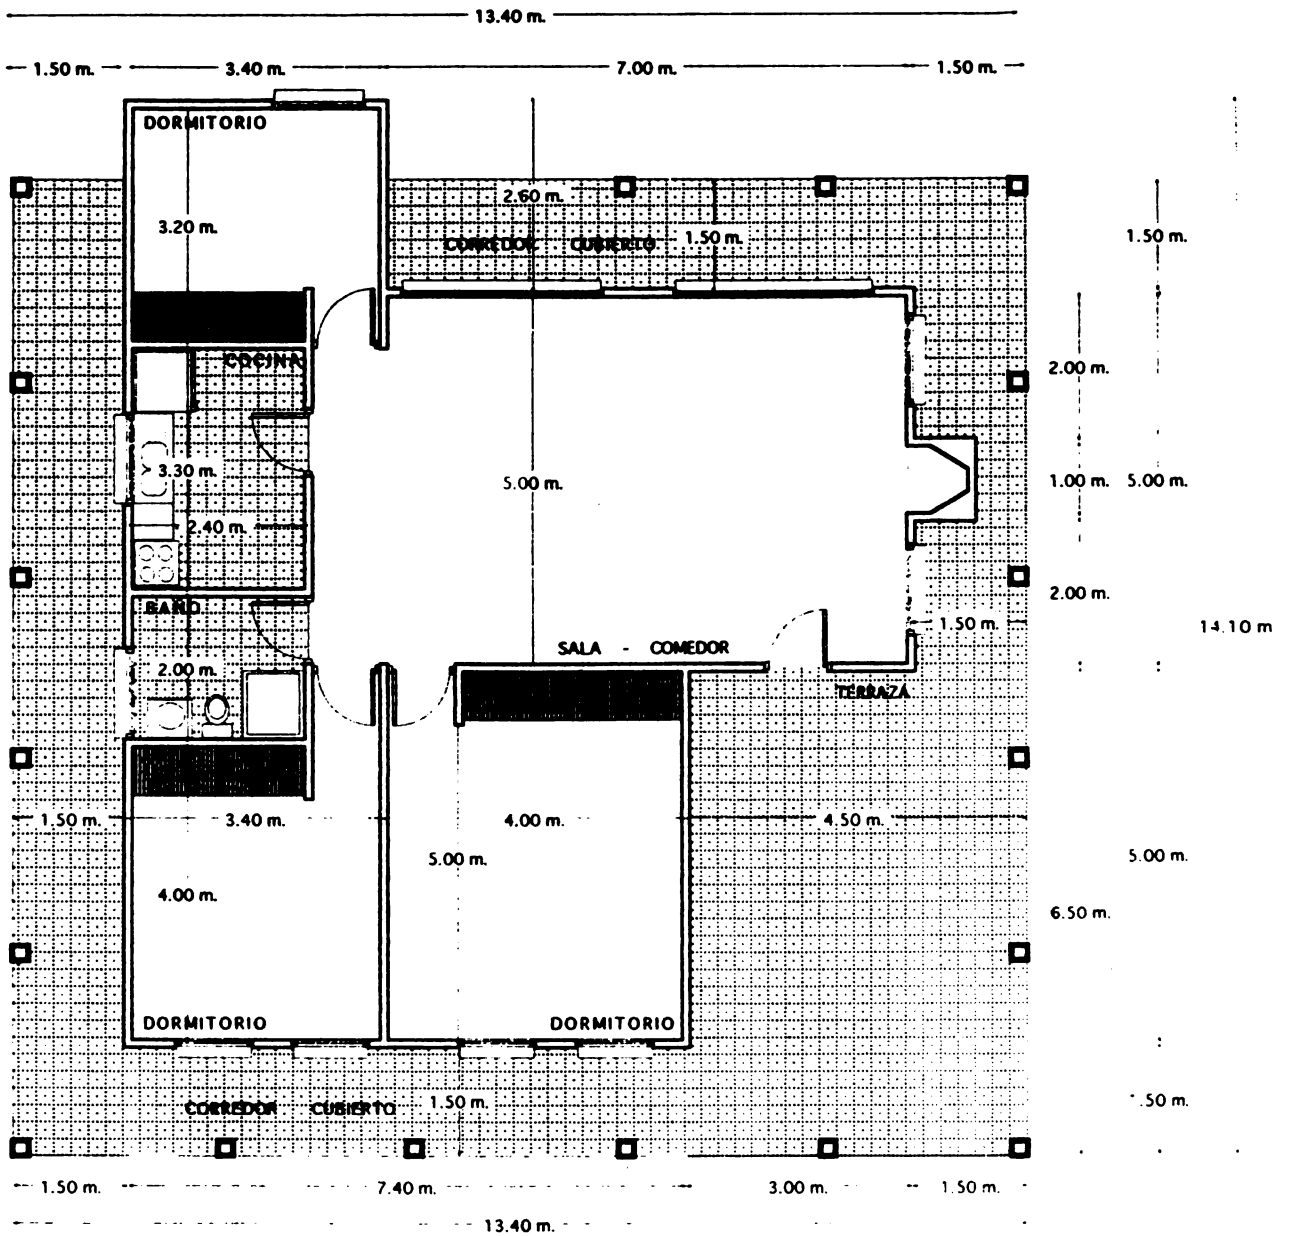 13.40 m.
1.50 m. 3.40 m. 7.00 m. 1.50 m.
DORMITORIO
2.60 m.
3.20 m.
CORREDOR CUBIERTO 1.50 m. 1.50 m.
COCINA
2.00 m.
3.30 m.
5.00 m. 1.00 m. 5.00 m.
2.40 m.
2.00 m.
BAÑO
1.50 m. 14.10 m
SALA - COMEDOR
2.00 m.
TERRAZA
1.50 m. 3.40 m. 4.00 m. 4.50 m.
5.00 m. 5.00 m.
4.00 m.
6.50 m.
DORMITORIO DORMITORIO
CORREDOR CUBIERTO 1.50 m. .50 m.
1.50 m. 7.40 m. 3.00 m. 1.50 m.
13.40 m.